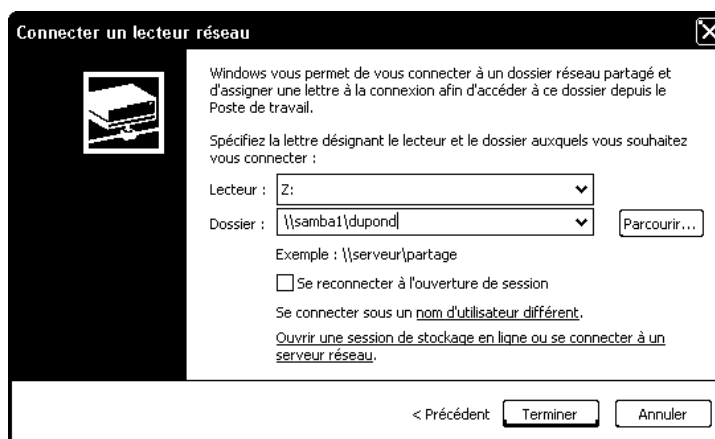 Connecter un lecteur réseau
Windows vous permet de vous connecter à un dossier réseau partagé et
d'assigner une lettre à la connexion afin d'accéder à ce dossier depuis le
Poste de travail.
Spécifiez la lettre désignant le lecteur et le dossier auxquels vous souhaitez
vous connecter :
Lecteur : Z:
Dossier : \\samba1\dupond Parcourir...
Exemple : \\serveur\partage
Se reconnecter à l'ouverture de session
Se connecter sous un nom d'utilisateur différent.
Ouvrir une session de stockage en ligne ou se connecter à un
serveur réseau.
< Précédent Terminer Annuler